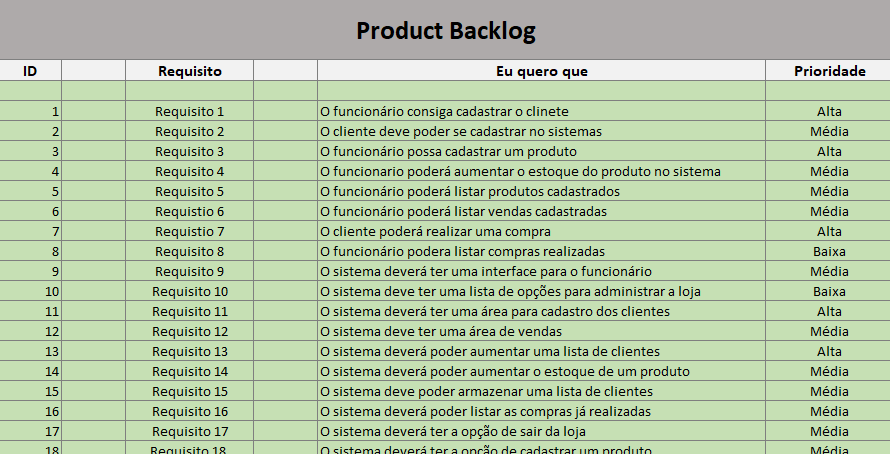 Product Backlog
ID Requisito Eu quero que Prioridade
1 Requisito 1 O funcionário consiga cadastrar o clinete Alta
2 Requisito 2 O cliente deve poder se cadastrar no sistemas Média
3 Requisito 3 O funcionário possa cadastrar um produto Alta
4 Requisito 4 O funcionario poderá aumentar o estoque do produto no sistema Média
5 Requisito 5 O funcionário poderá listar produtos cadastrados Média
6 Requistio 6 O funcionário poderá listar vendas cadastradas Média
7 Requistio 7 O cliente poderá realizar uma compra Alta
8 Requisito 8 O funcionário podera listar compras realizadas Baixa
9 Requisito 9 O sistema deverá ter uma interface para o funcionário Média
10 Requisito 10 O sistema deve ter uma lista de opções para administrar a loja Baixa
11 Requisito 11 O sistema deverá ter uma área para cadastro dos clientes Alta
12 Requisito 12 O sistema deve ter uma área de vendas Média
13 Requisito 13 O sistema deverá poder aumentar uma lista de clientes Alta
14 Requisito 14 O sistema deverá poder aumentar o estoque de um produto Média
15 Requisito 15 O sistema deve poder armazenar uma lista de clientes Média
16 Requisito 16 O sistema deverá poder listar as compras já realizadas Média
17 Requisito 17 O sistema deverá ter a opção de sair da loja Média
18 Requisito 18 O sistema deverá ter a opção de cadastrar um produto Média